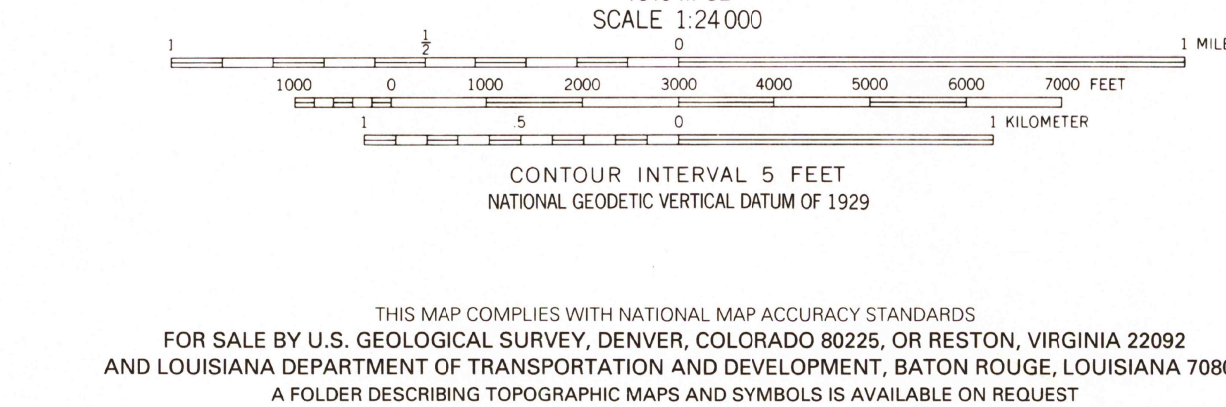 SCALE 1:24 000
1 ½ 0 1 MILE
1000 0 1000 2000 3000 4000 5000 6000 7000 FEET
1 .5 0 1 KILOMETER
CONTOUR INTERVAL 5 FEET
NATIONAL GEODETIC VERTICAL DATUM OF 1929
THIS MAP COMPLIES WITH NATIONAL MAP ACCURACY STANDARDS
FOR SALE BY U.S. GEOLOGICAL SURVEY, DENVER, COLORADO 80225, OR RESTON, VIRGINIA 22092
AND LOUISIANA DEPARTMENT OF TRANSPORTATION AND DEVELOPMENT, BATON ROUGE, LOUISIANA 7080
A FOLDER DESCRIBING TOPOGRAPHIC MAPS AND SYMBOLS IS AVAILABLE ON REQUEST